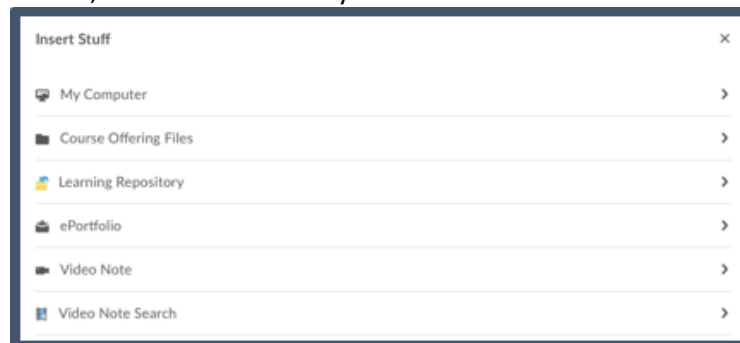 Insert Stuff
My Computer
Course Offering Files
Learning Repository
ePortfolio
Video Note
Video Note Search